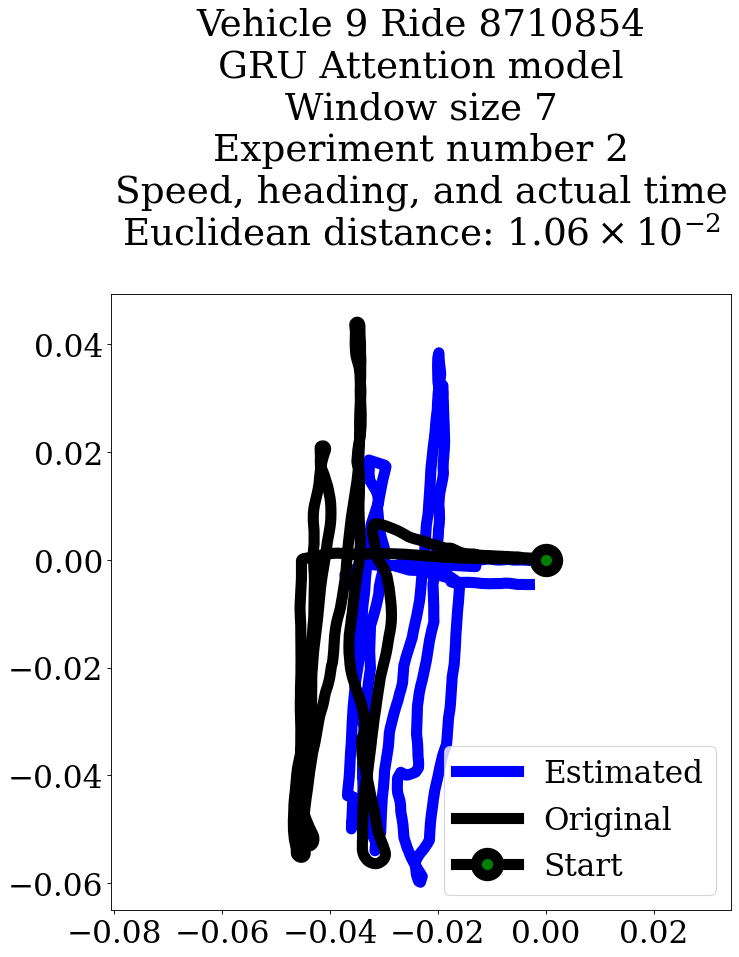 Vehicle 9 Ride 8710854
GRU Attention model
Window size 7
Experiment number 2
Speed, heading, and actual time
Euclidean distance: 1.06 × 10⁻²
0.04
0.02
0.00
−0.02
−0.04
−0.06
Estimated
Original
Start
−0.08 −0.06 −0.04 −0.02 0.00 0.02